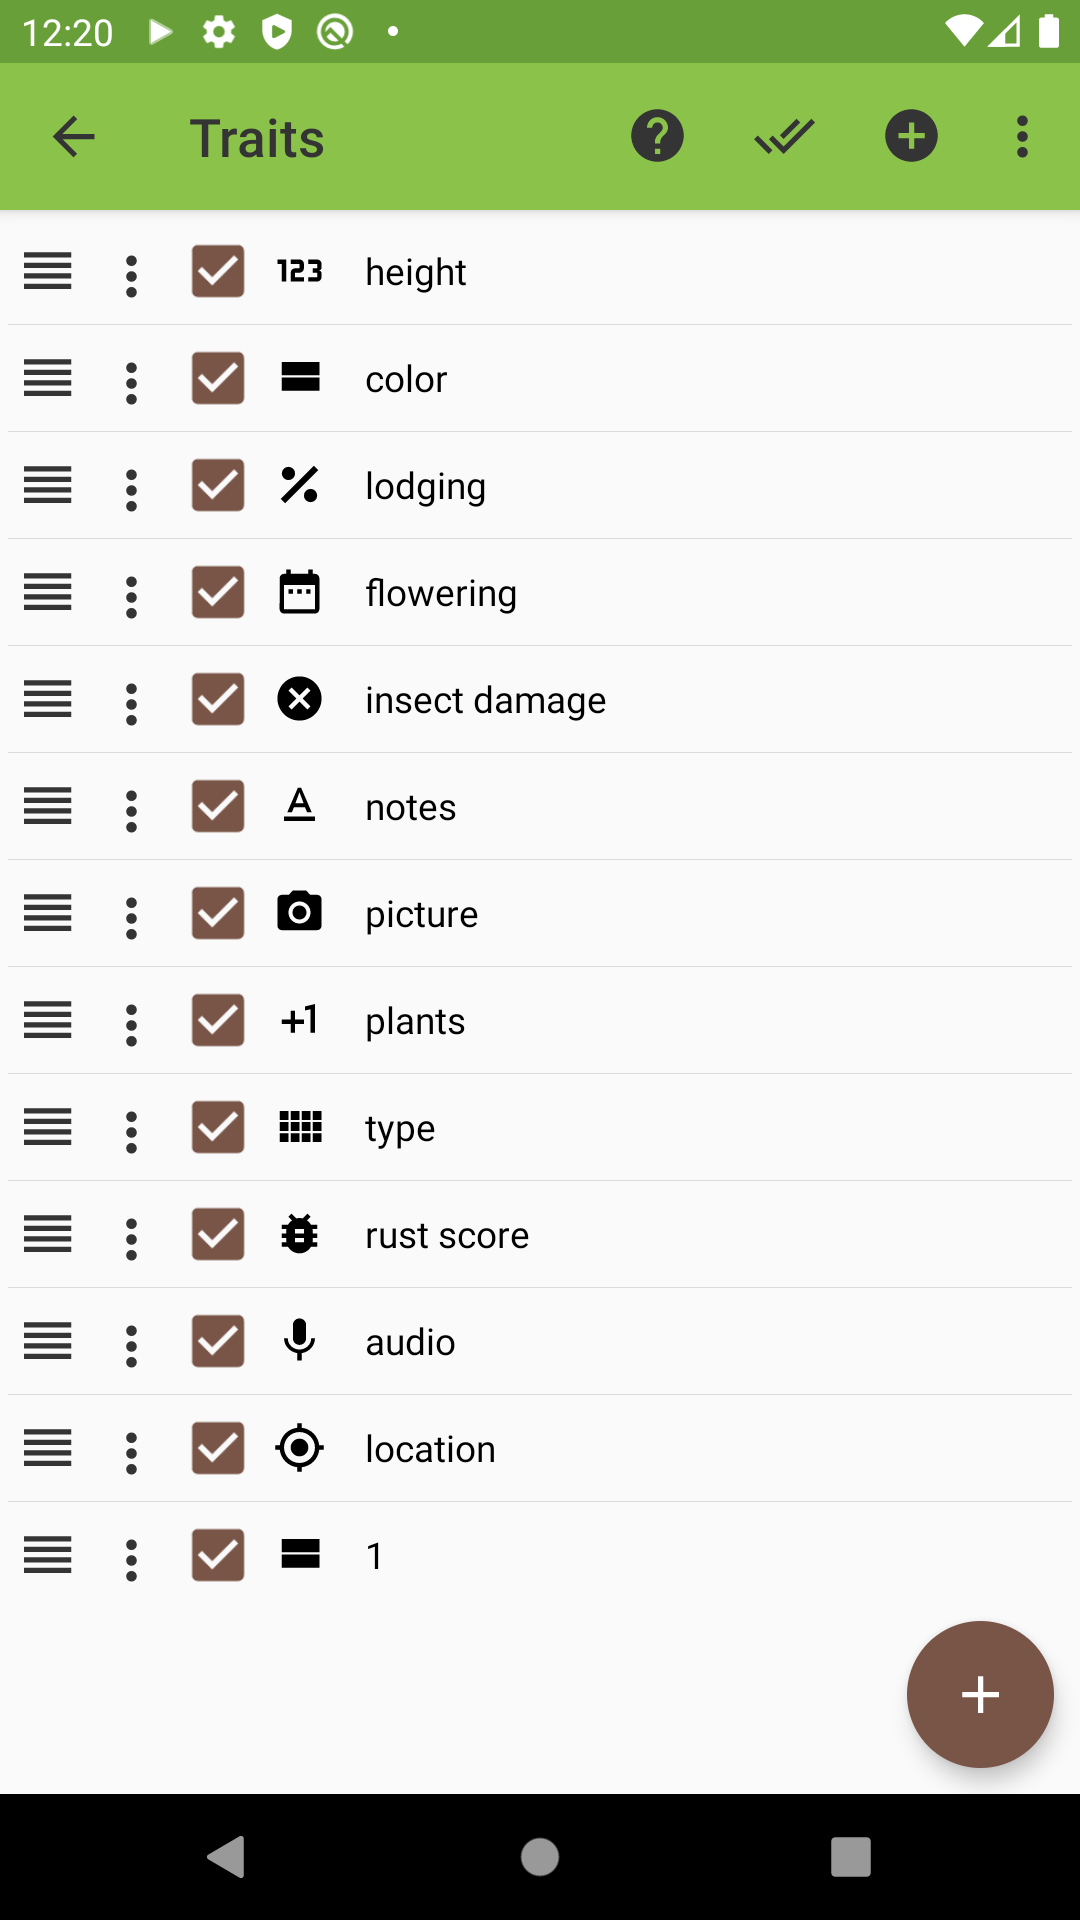 12:20
Traits
123 height
color
lodging
flowering
insect damage
A notes
picture
+1 plants
type
rust score
audio
location
1